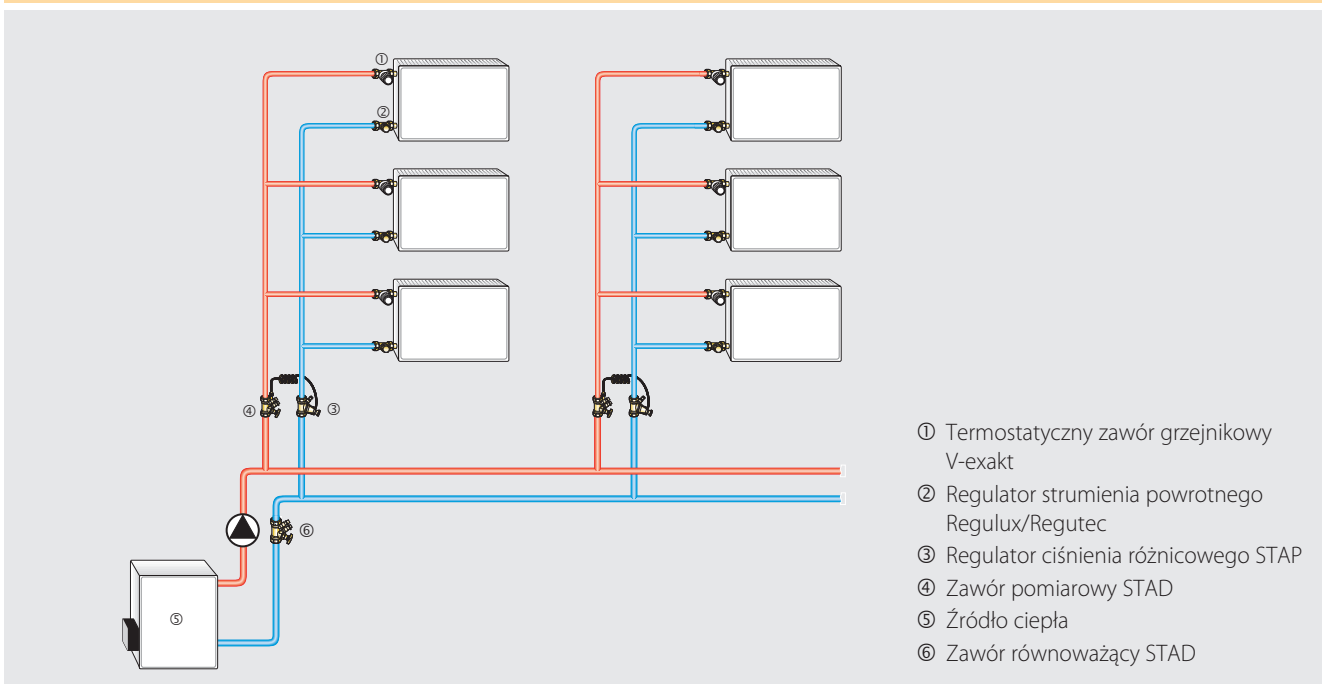 ①
②
④
③
⑥
⑤
① Termostatyczny zawór grzejnikowy
V-exakt
② Regulator strumienia powrotnego
Regulux/Regutec
③ Regulator ciśnienia różnicowego STAP
④ Zawór pomiarowy STAD
⑤ Źródło ciepła
⑥ Zawór równoważący STAD